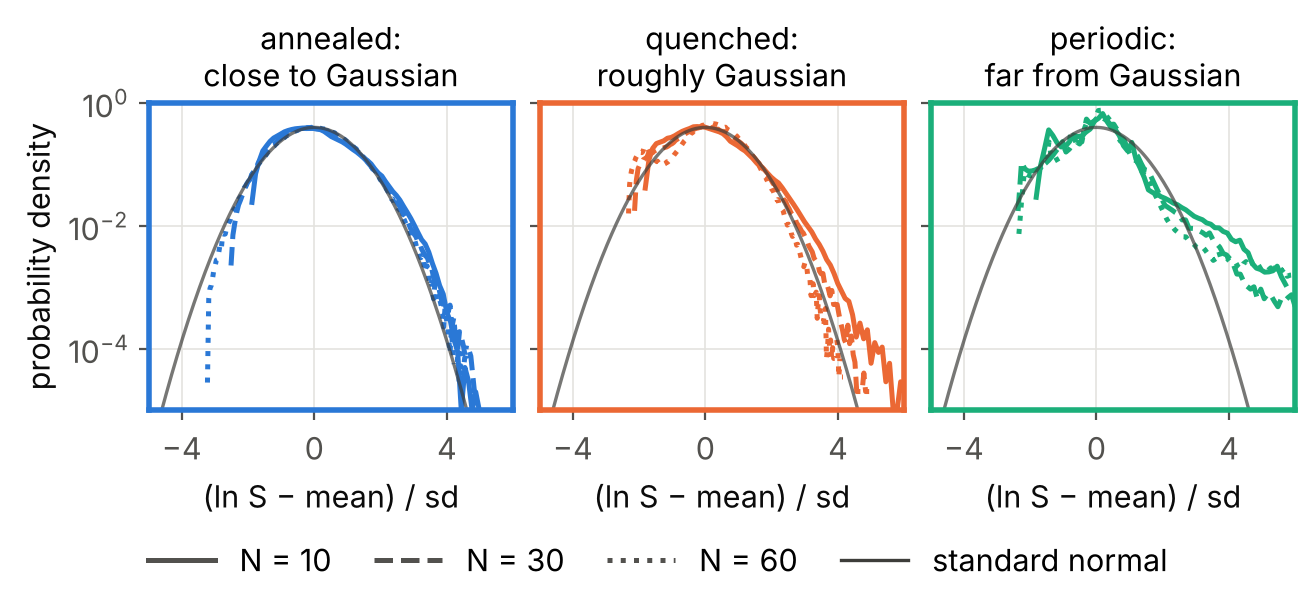 annealed:
close to Gaussian
quenched:
roughly Gaussian
periodic:
far from Gaussian
probability density
10⁰
10⁻²
10⁻⁴
−4 0 4
−4 0 4
−4 0 4
(ln S − mean) / sd
(ln S − mean) / sd
(ln S − mean) / sd
N = 10 N = 30 N = 60 standard normal